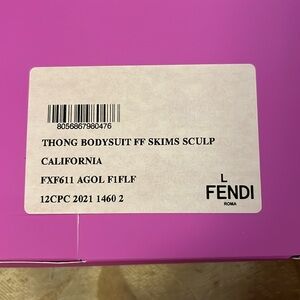 8056867980476
THONG BODYSUIT FF SKIMS SCULP
CALIFORNIA
FXF611 AGOL F1FLF
12CPC 2021 1460 2
L
FENDI
ROMA